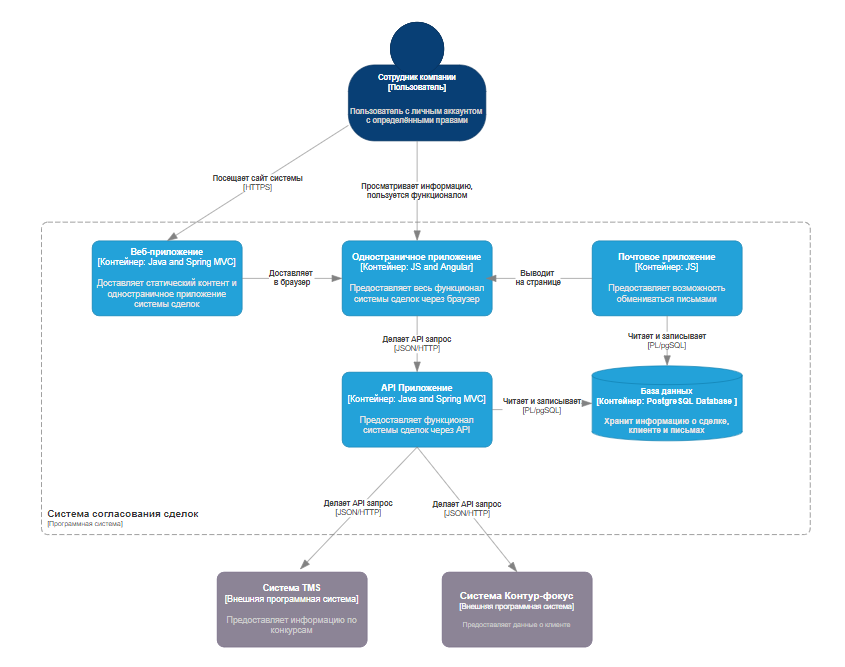 Сотрудник компании
[Пользователь]
Пользователь с личным аккаунтом
с определёнными правами
Посещает сайт системы
[HTTPS]
Просматривает информацию,
пользуется функционалом
Веб-приложение
[Контейнер: Java and Spring MVC]
Доставляет статический контент и
одностраничное приложение
системы сделок
Доставляет
в браузер
Одностраничное приложение
[Контейнер: JS and Angular]
Предоставляет весь функционал
системы сделок через браузер
Выводит
на странице
Почтовое приложение
[Контейнер: JS]
Предоставляет возможность
обмениваться письмами
Делает API запрос
[JSON/HTTP]
Читает и записывает
[PL/pgSQL]
API Приложение
[Контейнер: Java and Spring MVC]
Предоставляет функционал
системы сделок через API
Читает и записывает
[PL/pgSQL]
База данных
[Контейнер: PostgreSQL Database ]
Хранит информацию о сделке,
клиенте и письмах
Делает API запрос
[JSON/HTTP]
Делает API запрос
[JSON/HTTP]
Система согласования сделок
[Программная система]
Система TMS
[Внешняя программная система]
Предоставляет информацию по
конкурсам
Система Контур-фокус
[Внешняя программная система]
Предоставляет данные о клиенте